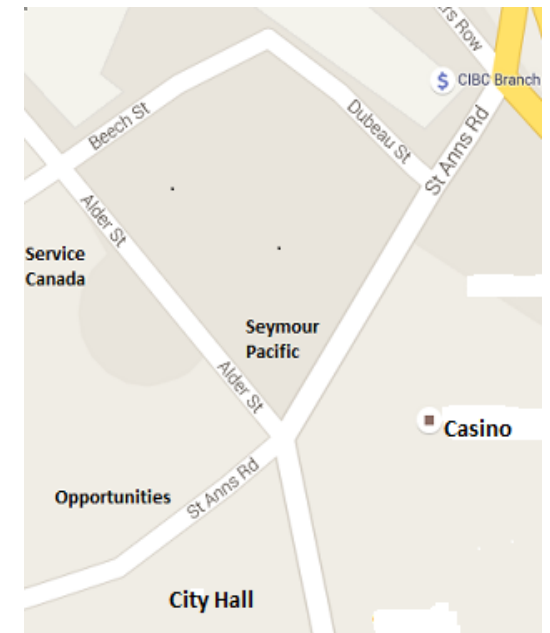 rs Row
$ CIBC Branch
Beech St
Dubeau St
St Anns Rd
Alder St
Service
Canada
Seymour
Pacific
Alder St
Casino
St Anns Rd
Opportunities
City Hall